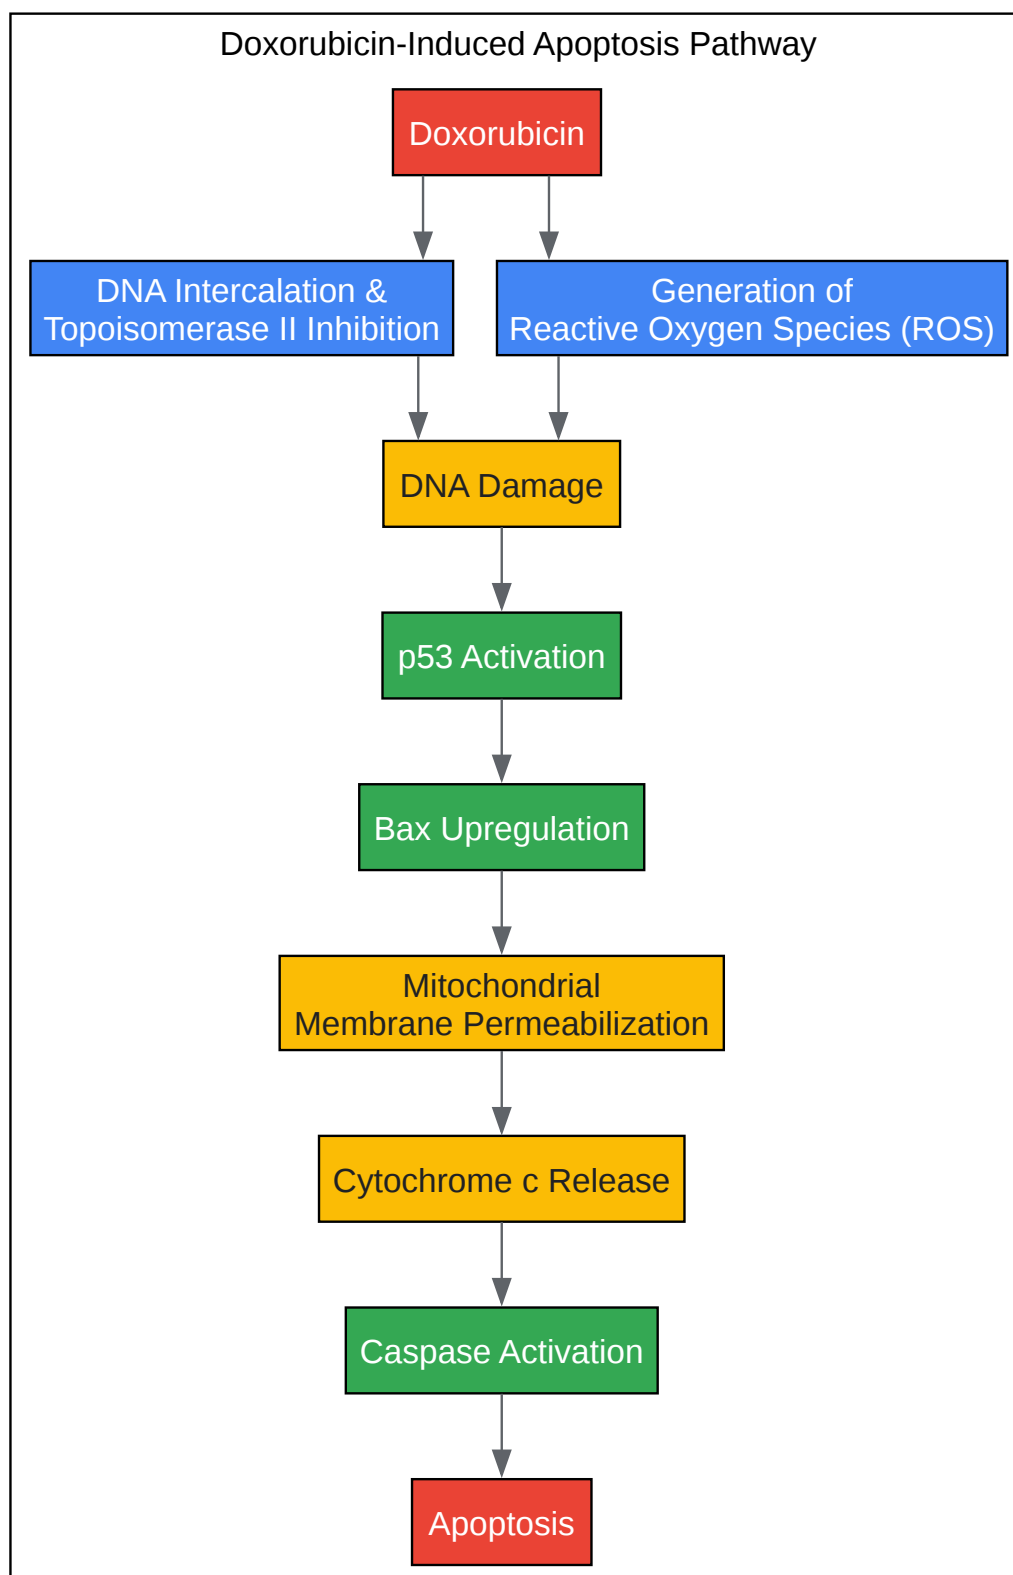 Doxorubicin-Induced Apoptosis Pathway
Doxorubicin
DNA Intercalation &
Topoisomerase II Inhibition
Generation of
Reactive Oxygen Species (ROS)
DNA Damage
p53 Activation
Bax Upregulation
Mitochondrial
Membrane Permeabilization
Cytochrome c Release
Caspase Activation
Apoptosis